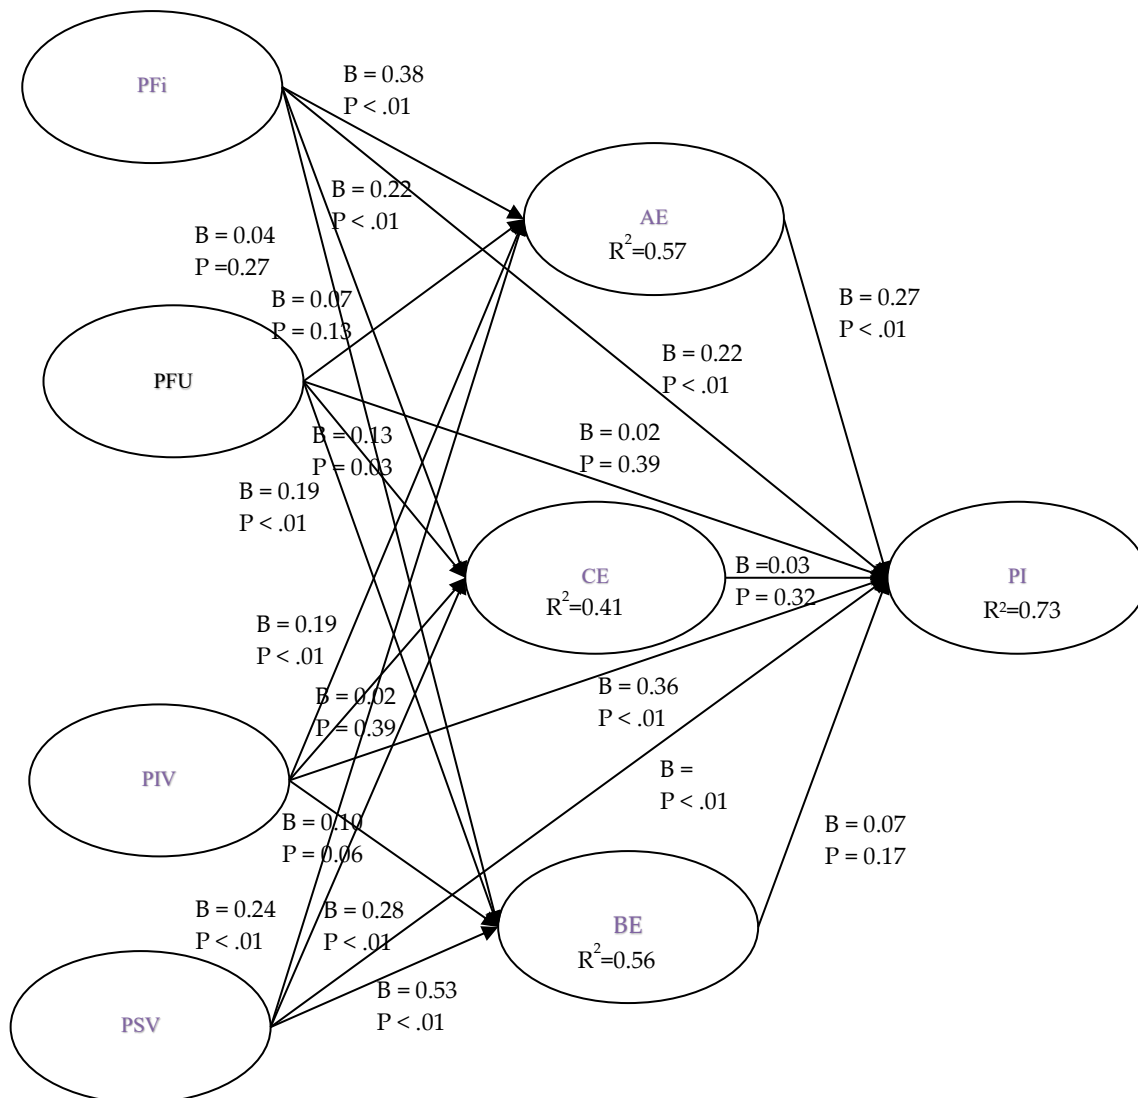 PFi
B = 0.38
P < .01
B = 0.22
P < .01
AE
R²=0.57
B = 0.04
P =0.27
B = 0.07
P = 0.13
B = 0.27
P < .01
B = 0.22
P < .01
PFU
B = 0.13
P = 0.03
B = 0.02
P = 0.39
B = 0.19
P < .01
CE
R²=0.41
B =0.03
P = 0.32
PI
R²=0.73
B = 0.19
P < .01
B = 0.02
P = 0.39
B = 0.36
P < .01
PIV
B =
P < .01
B = 0.10
P = 0.06
B = 0.07
P = 0.17
B = 0.24
P < .01
B = 0.28
P < .01
BE
R²=0.56
B = 0.53
P < .01
PSV